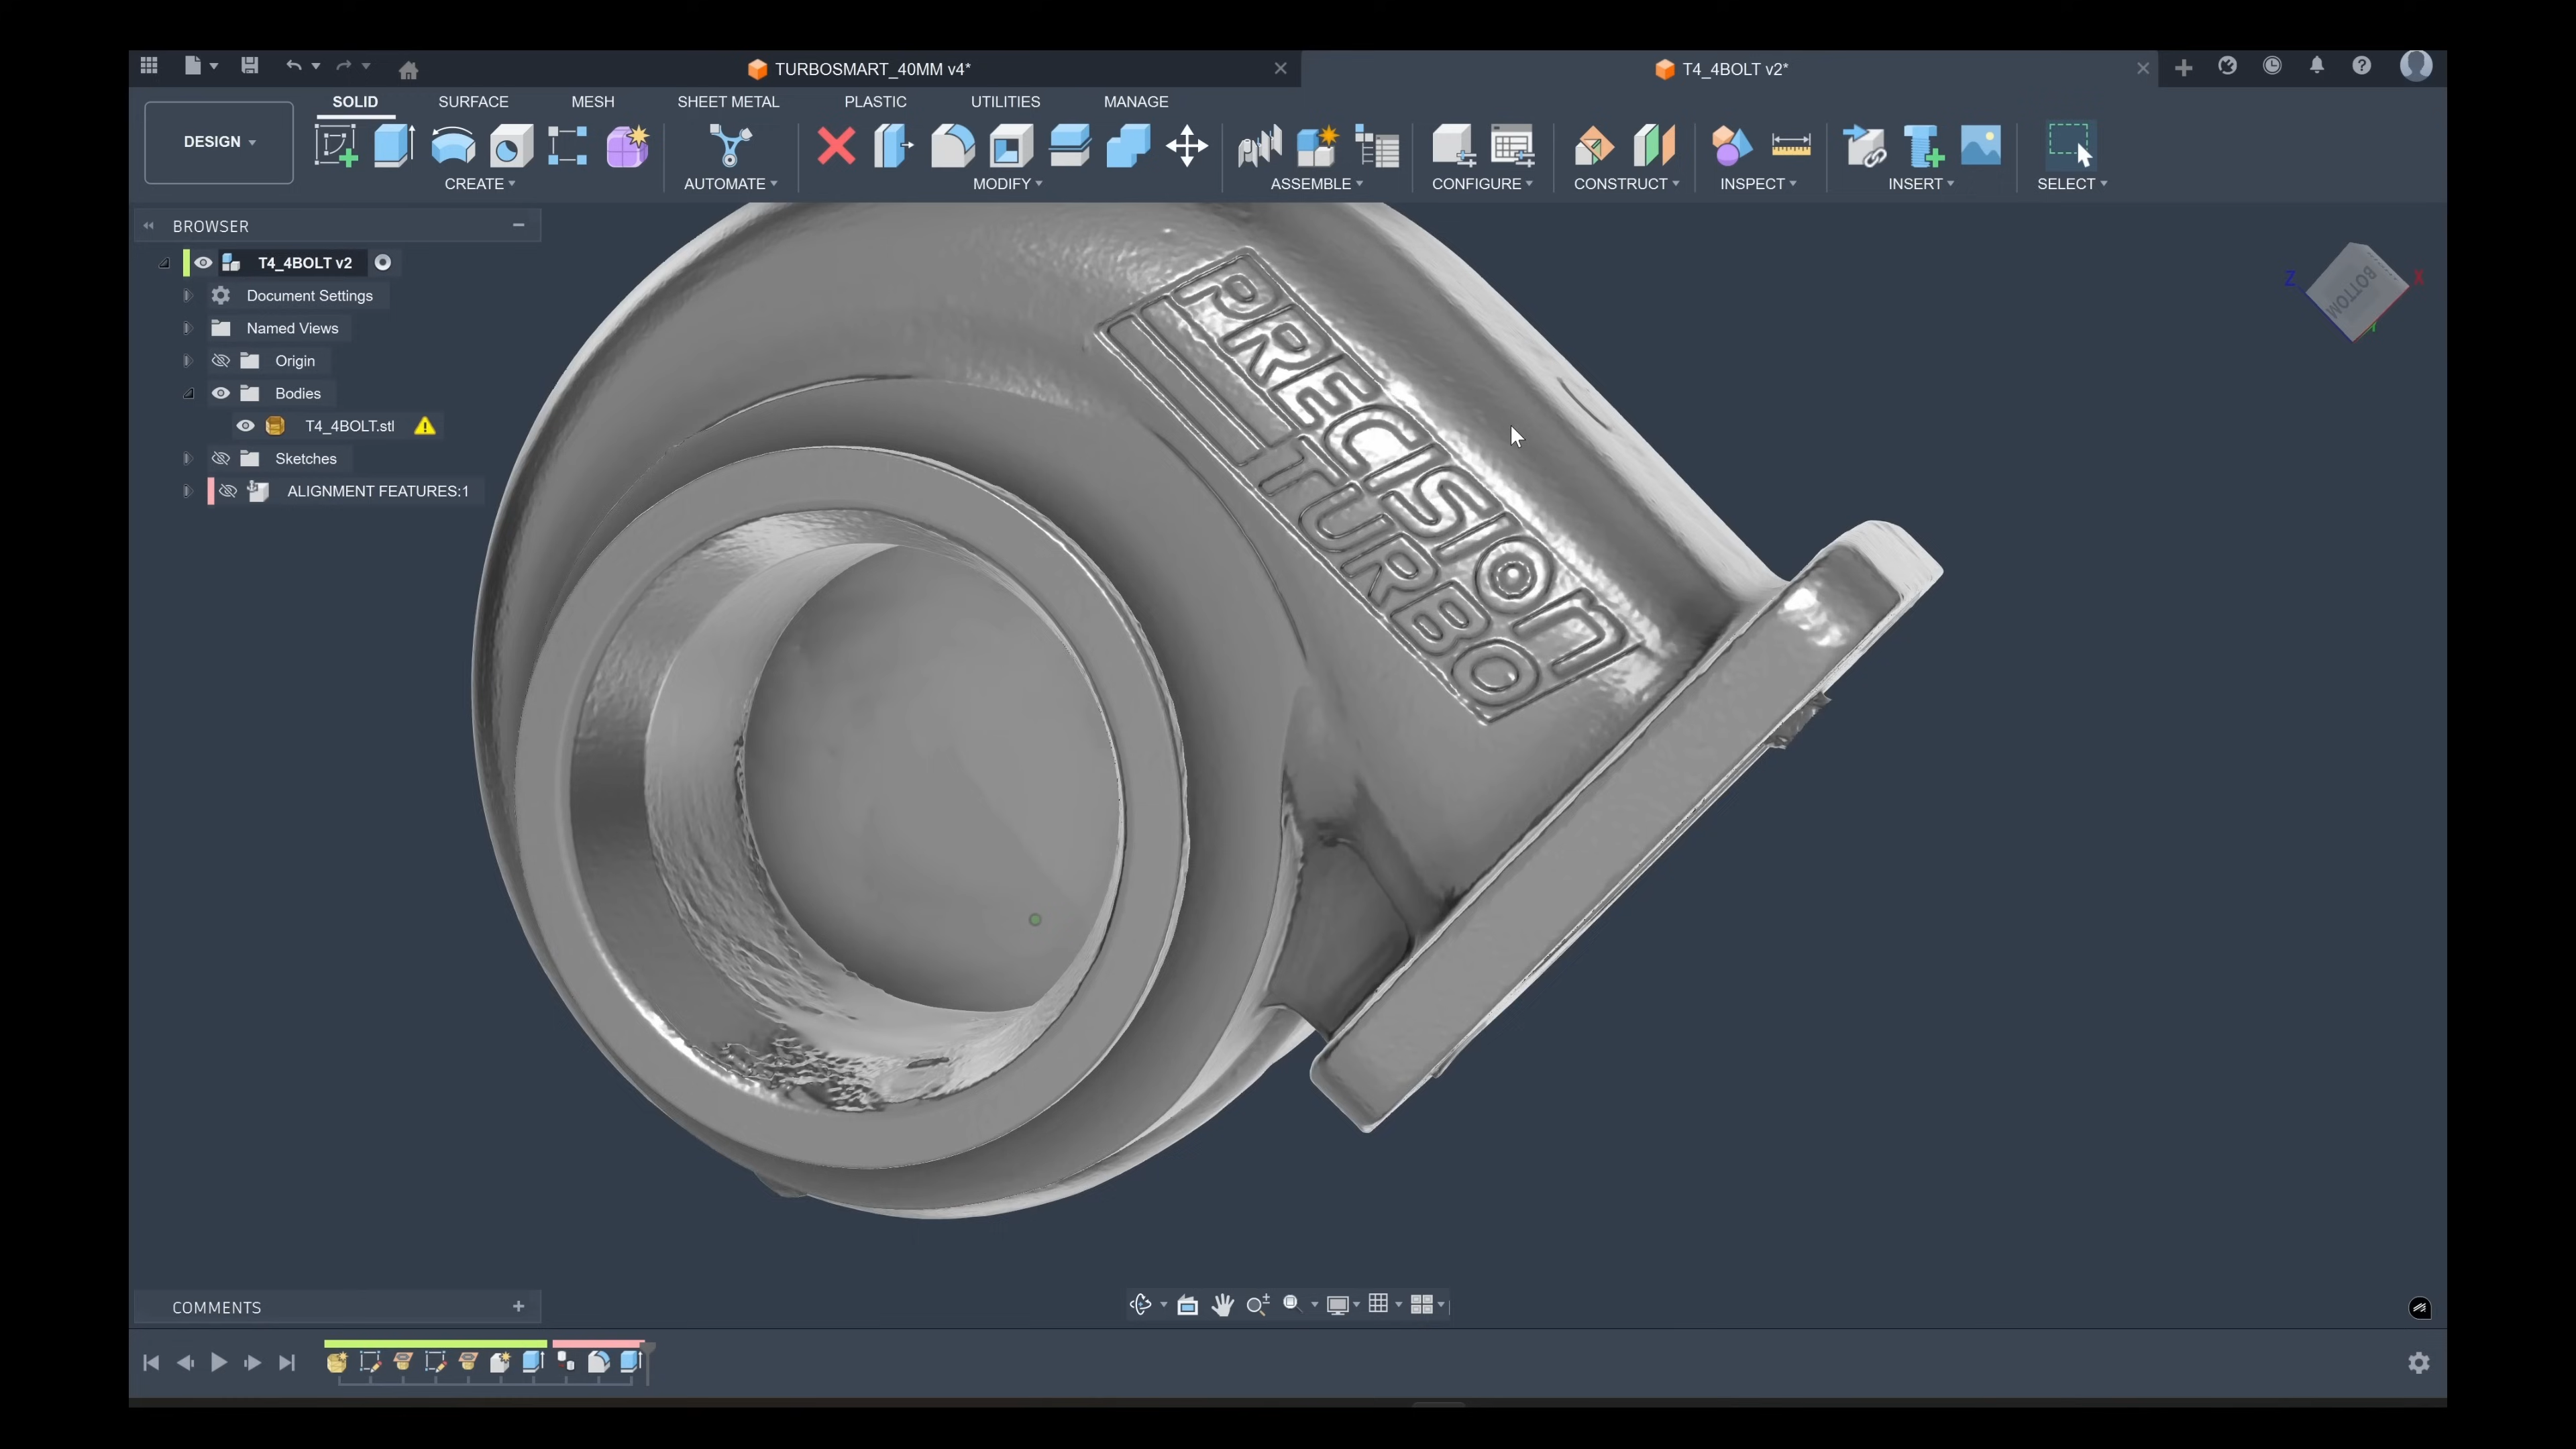 TURBOSMART_40MM v4*
T4_4BOLT v2*
SOLID SURFACE MESH SHEET METAL PLASTIC UTILITIES MANAGE
DESIGN
CREATE AUTOMATE MODIFY ASSEMBLE CONFIGURE CONSTRUCT INSPECT INSERT SELECT
BROWSER
T4_4BOLT v2
Document Settings
Named Views
Origin
Bodies
T4_4BOLT.stl
Sketches
ALIGNMENT FEATURES:1
PRECISIOn
TURBO
Z
X
BOTTOM
Y
COMMENTS